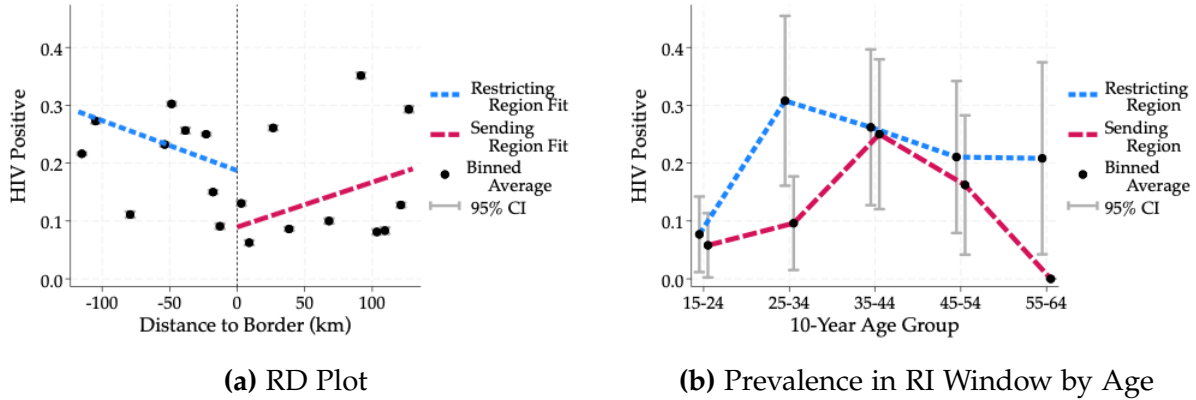 HIV Positive
0.4
0.3
0.2
0.1
0.0
-100
-50
0
50
100
Distance to Border (km)
Restricting
Region Fit
Sending
Region Fit
Binned
Average
95% CI
(a) RD Plot
HIV Positive
0.4
0.3
0.2
0.1
0.0
15-24
25-34
35-44
45-54
55-64
10-Year Age Group
Restricting
Region
Sending
Region
Binned
Average
95% CI
(b) Prevalence in RI Window by Age